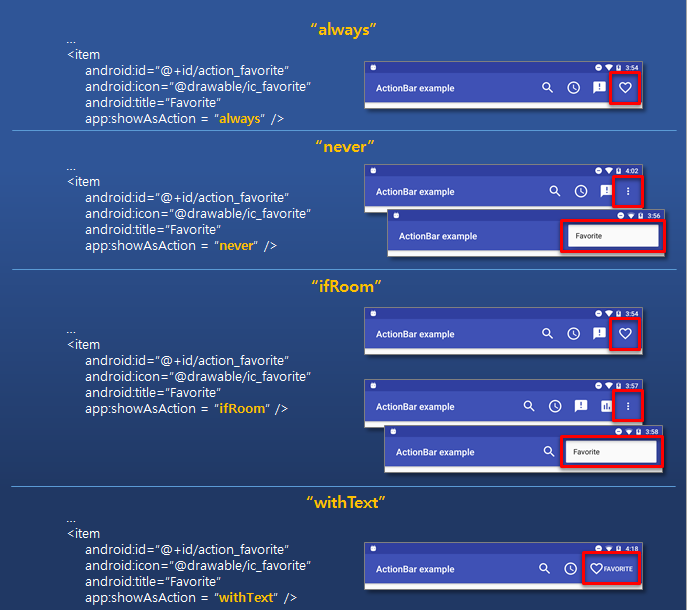 “always”
...
<item
android:id="@+id/action_favorite"
android:icon="@drawable/ic_favorite"
android:title="Favorite"
app:showAsAction = "always" />
3:54
ActionBar example
“never”
...
<item
android:id="@+id/action_favorite"
android:icon="@drawable/ic_favorite"
android:title="Favorite"
app:showAsAction = "never" />
4:02
ActionBar example
3:56
ActionBar example
Favorite
“ifRoom”
...
<item
android:id="@+id/action_favorite"
android:icon="@drawable/ic_favorite"
android:title="Favorite"
app:showAsAction = "ifRoom" />
3:54
ActionBar example
3:57
ActionBar example
3:58
ActionBar example
Favorite
“withText”
...
<item
android:id="@+id/action_favorite"
android:icon="@drawable/ic_favorite"
android:title="Favorite"
app:showAsAction = "withText" />
4:18
ActionBar example
FAVORITE